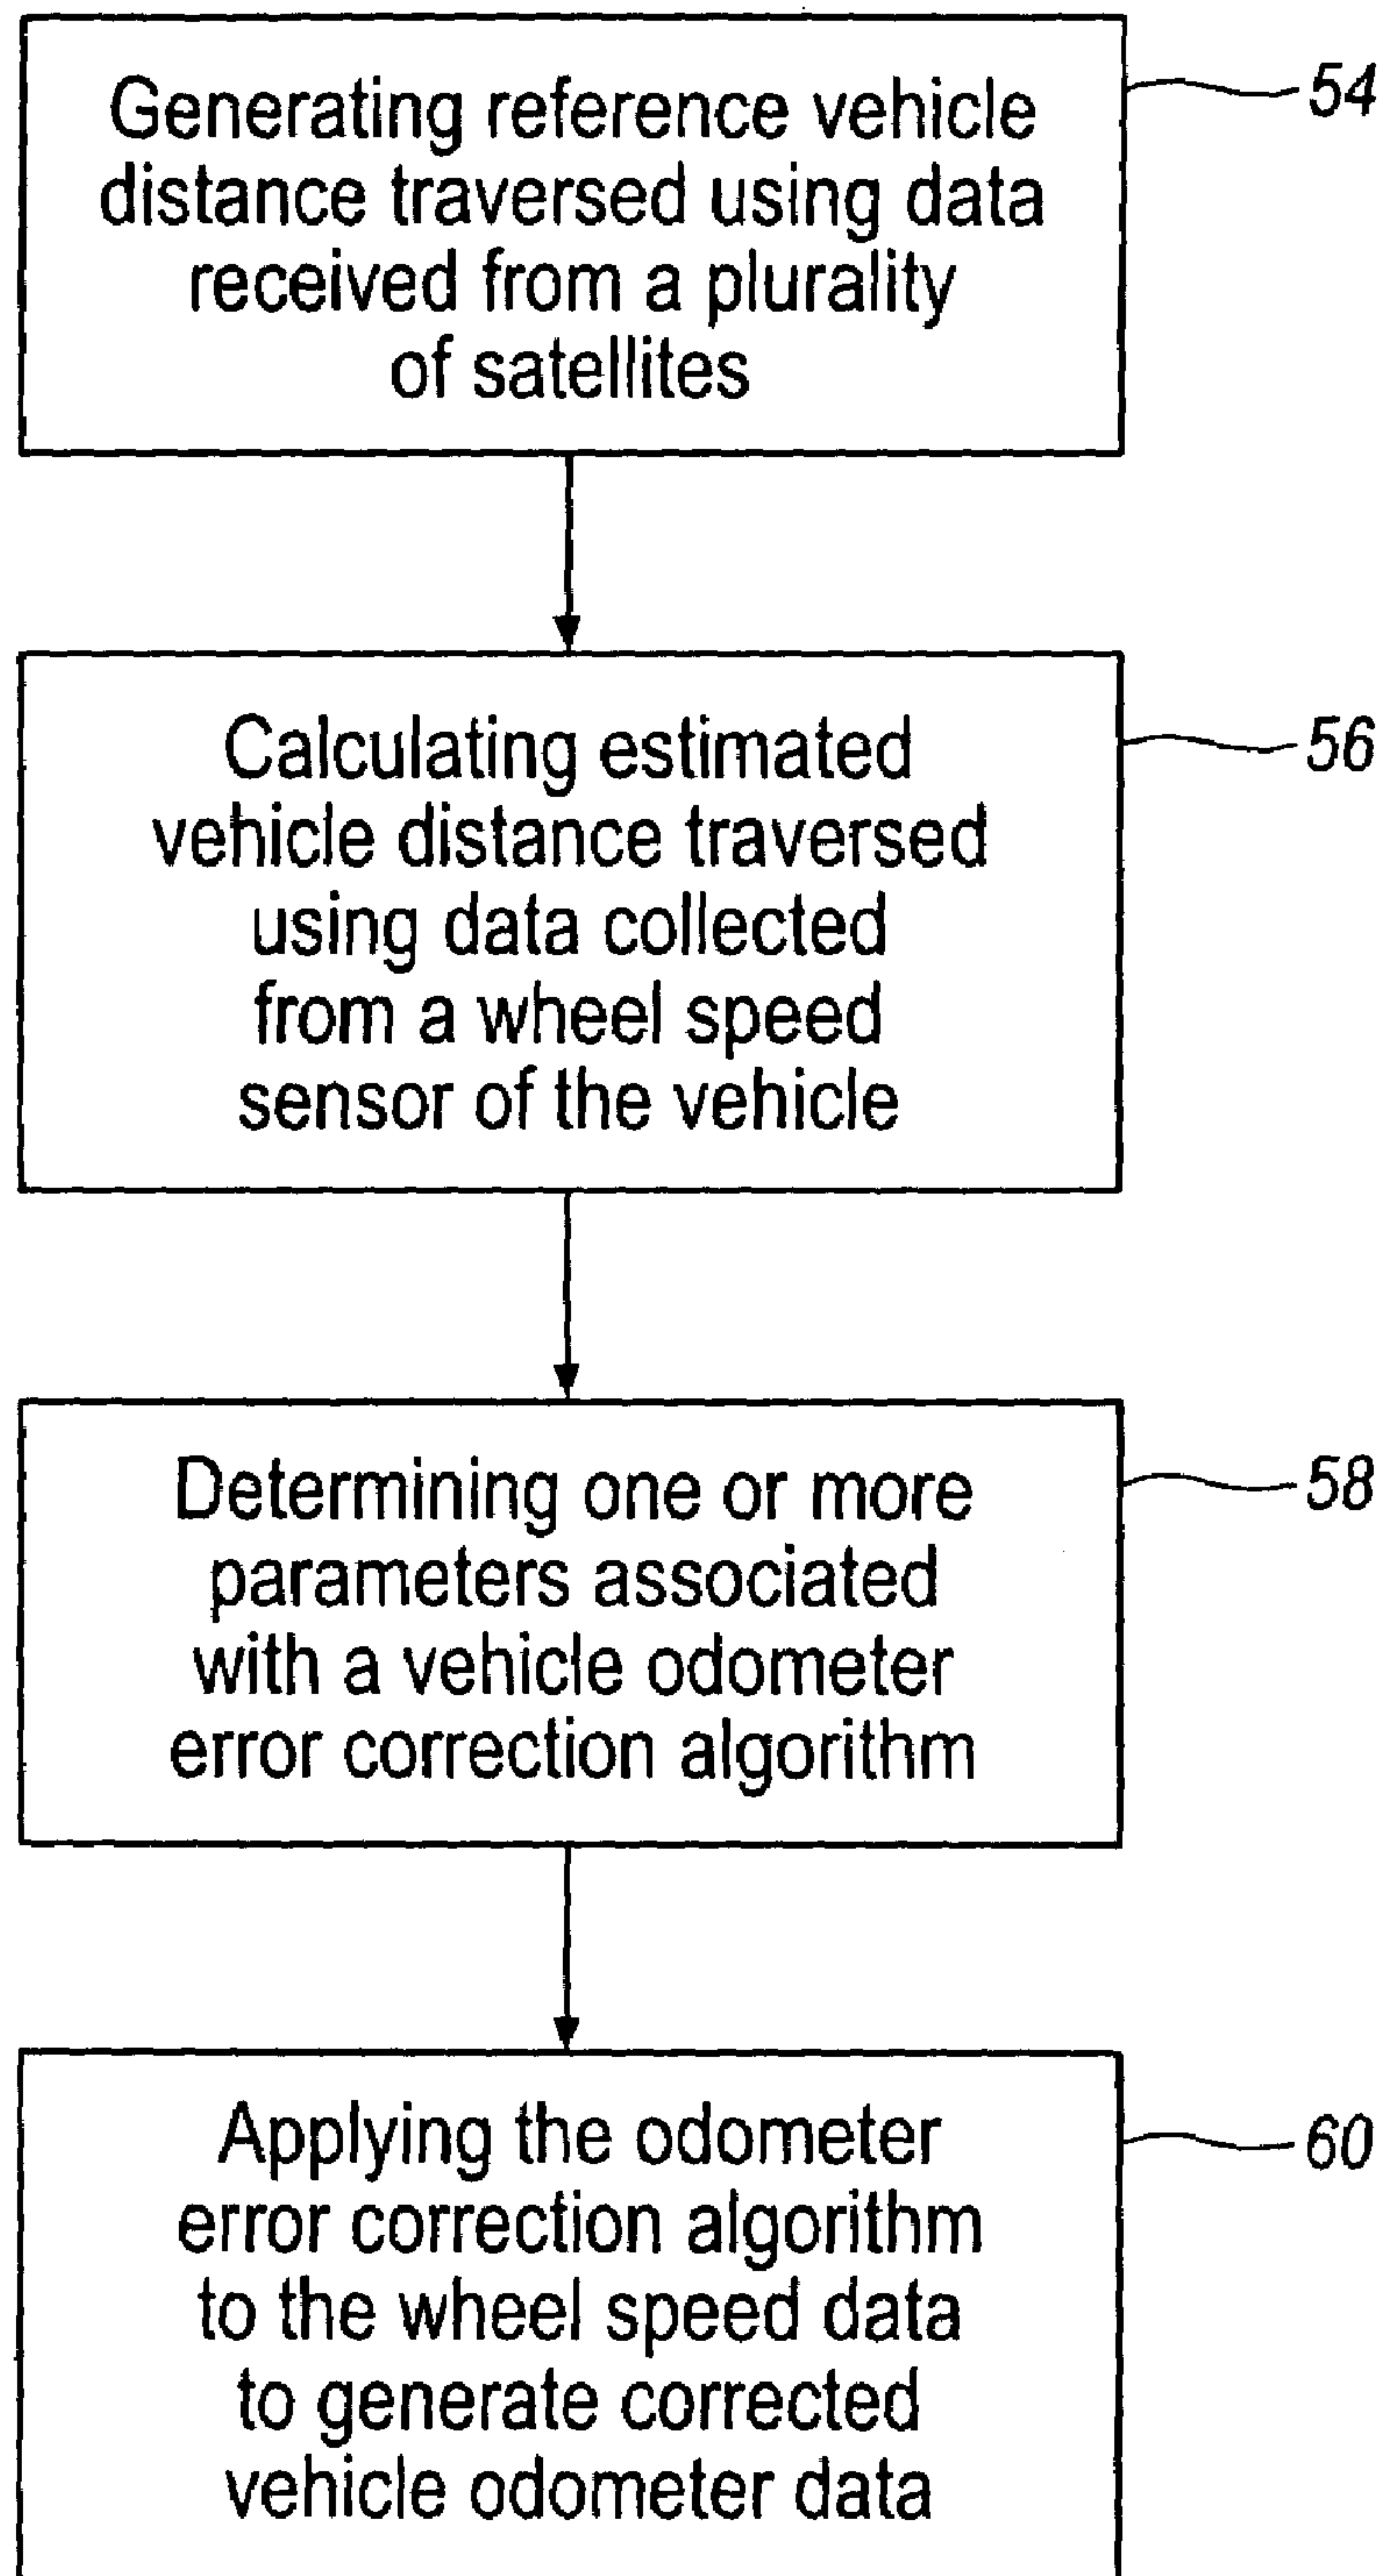 Generating reference vehicle
distance traversed using data
received from a plurality
of satellites
54
Calculating estimated
vehicle distance traversed
using data collected
from a wheel speed
sensor of the vehicle
56
Determining one or more
parameters associated
with a vehicle odometer
error correction algorithm
58
Applying the odometer
error correction algorithm
to the wheel speed data
to generate corrected
vehicle odometer data
60